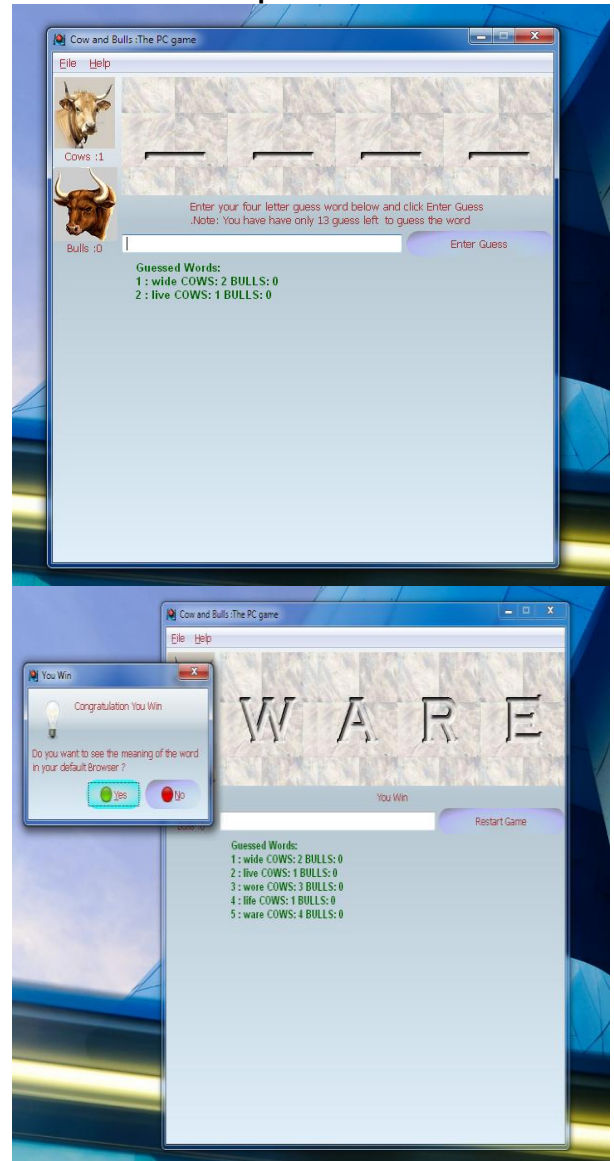 Cow and Bulls :The PC game
File Help
Cows :1
Enter your four letter guess word below and click Enter Guess
.Note: You have have only 13 guess left to guess the word
Bulls :0
Enter Guess
Guessed Words:
1 : wide COWS: 2 BULLS: 0
2 : live COWS: 1 BULLS: 0
Cow and Bulls :The PC game
File Help
You Win
Congratulation You Win
Do you want to see the meaning of the word
in your default Browser ?
Yes No
W A R E
You Win
Restart Game
Guessed Words:
1 : wide COWS: 2 BULLS: 0
2 : live COWS: 1 BULLS: 0
3 : wore COWS: 3 BULLS: 0
4 : life COWS: 1 BULLS: 0
5 : ware COWS: 4 BULLS: 0